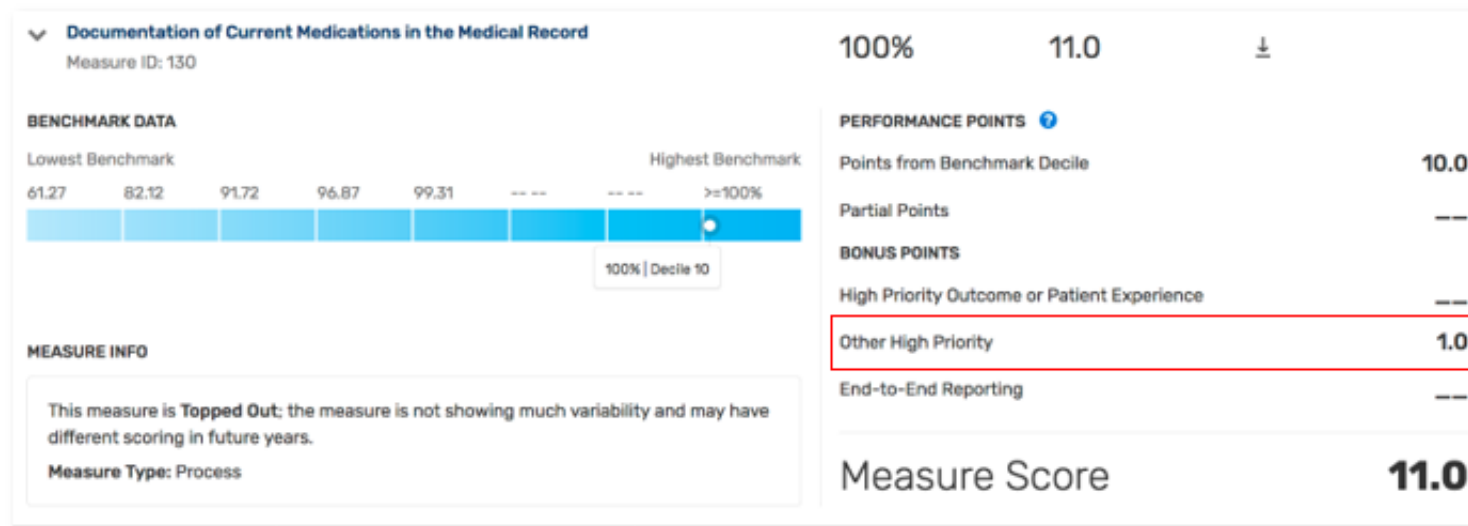 Documentation of Current Medications in the Medical Record
Measure ID: 130
100% 11.0
BENCHMARK DATA
Lowest Benchmark Highest Benchmark
61.27 82.12 91.72 96.87 99.31 -- -- -- -- >=100%
100% | Decile 10
MEASURE INFO
This measure is Topped Out; the measure is not showing much variability and may have
different scoring in future years.
Measure Type: Process
PERFORMANCE POINTS ?
Points from Benchmark Decile 10.0
Partial Points --
BONUS POINTS
High Priority Outcome or Patient Experience --
Other High Priority 1.0
End-to-End Reporting --
Measure Score 11.0